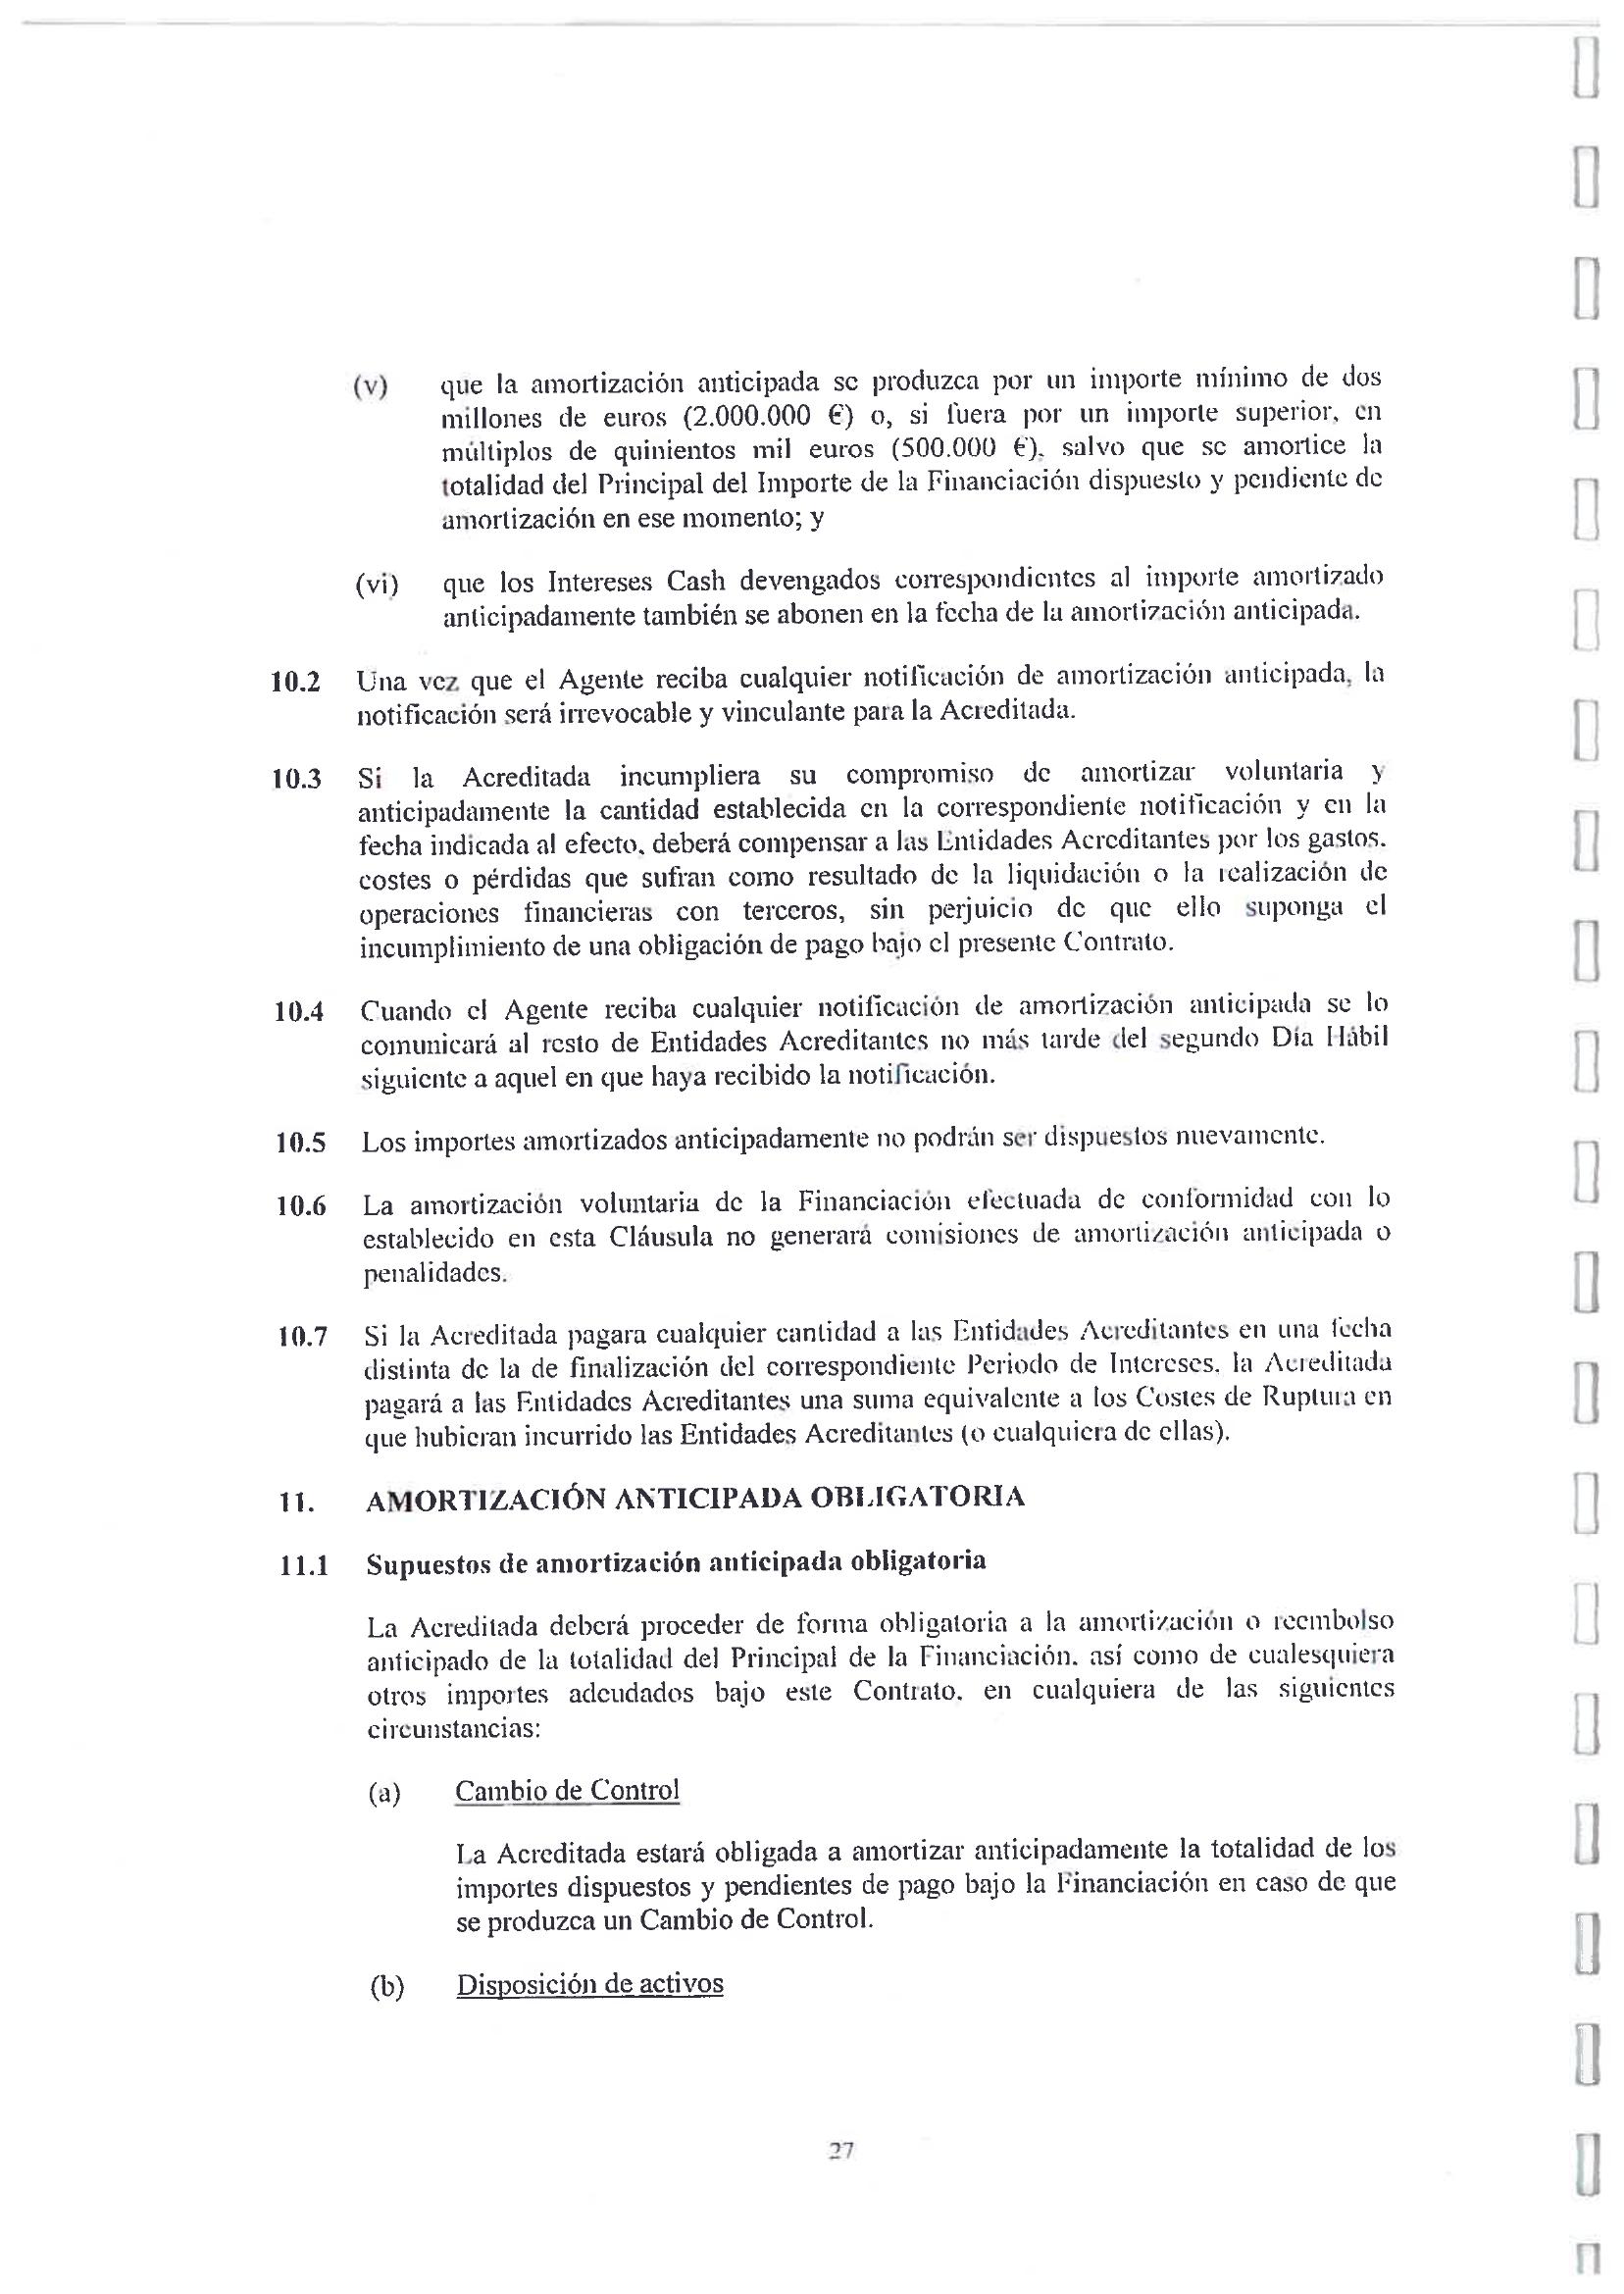 (v) que la amortización anticipada se produzca por un importe mínimo de dos
millones de euros (2.000.000 €) o, si fuera por un importe superior, en
múltiplos de quinientos mil euros (500.000 €), salvo que se amortice la
totalidad del Principal del Importe de la Financiación dispuesto y pendiente de
amortización en ese momento; y
(vi) que los Intereses Cash devengados correspondientes al importe amortizado
anticipadamente también se abonen en la fecha de la amortización anticipada.
10.2 Una vez que el Agente reciba cualquier notificación de amortización anticipada, la
notificación será irrevocable y vinculante para la Acreditada.
10.3 Si la Acreditada incumpliera su compromiso de amortizar voluntaria y
anticipadamente la cantidad establecida en la correspondiente notificación y en la
fecha indicada al efecto, deberá compensar a las Entidades Acreditantes por los gastos,
costes o pérdidas que sufran como resultado de la liquidación o la realización de
operaciones financieras con terceros, sin perjuicio de que ello suponga el
incumplimiento de una obligación de pago bajo el presente Contrato.
10.4 Cuando el Agente reciba cualquier notificación de amortización anticipada se lo
comunicará al resto de Entidades Acreditantes no más tarde del segundo Día Hábil
siguiente a aquel en que haya recibido la notificación.
10.5 Los importes amortizados anticipadamente no podrán ser dispuestos nuevamente.
10.6 La amortización voluntaria de la Financiación efectuada de conformidad con lo
establecido en esta Cláusula no generará comisiones de amortización anticipada o
penalidades.
10.7 Si la Acreditada pagara cualquier cantidad a las Entidades Acreditantes en una fecha
distinta de la de finalización del correspondiente Periodo de Intereses, la Acreditada
pagará a las Entidades Acreditantes una suma equivalente a los Costes de Ruptura en
que hubieran incurrido las Entidades Acreditantes (o cualquiera de ellas).
11. AMORTIZACIÓN ANTICIPADA OBLIGATORIA
11.1 Supuestos de amortización anticipada obligatoria
La Acreditada deberá proceder de forma obligatoria a la amortización o reembolso
anticipado de la totalidad del Principal de la Financiación, así como de cualesquiera
otros importes adeudados bajo este Contrato, en cualquiera de las siguientes
circunstancias:
(a) Cambio de Control
La Acreditada estará obligada a amortizar anticipadamente la totalidad de los
importes dispuestos y pendientes de pago bajo la Financiación en caso de que
se produzca un Cambio de Control.
(b) Disposición de activos
27